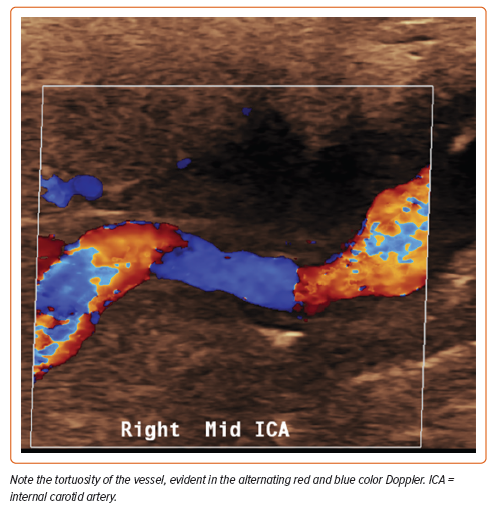 Right Mid ICA
Note the tortuosity of the vessel, evident in the alternating red and blue color Doppler. ICA =
internal carotid artery.